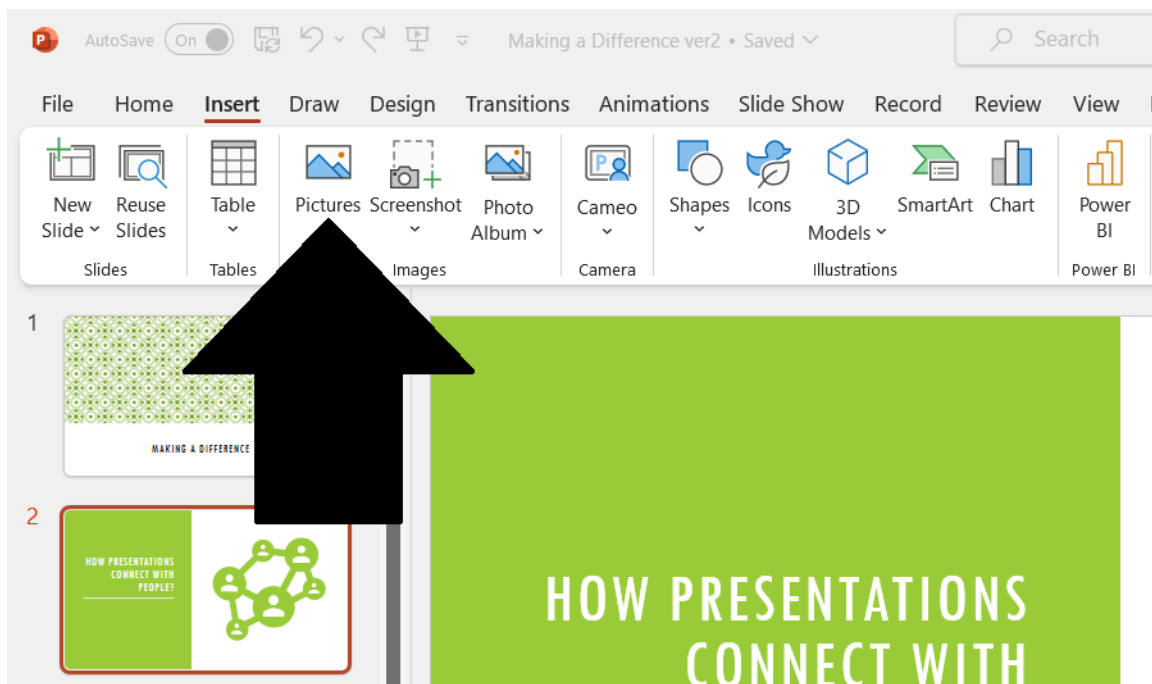 P AutoSave On Making a Difference ver2 • Saved Search
File Home Insert Draw Design Transitions Animations Slide Show Record Review View
New Slide
Reuse Slides
Table
Pictures
Screenshot
Photo Album
P
Cameo
Shapes
Icons
3D Models
SmartArt
Chart
Power BI
Slides Tables Images Camera Illustrations Power BI
1
MAKING A DIFFERENCE
2
HOW PRESENTATIONS
CONNECT WITH
PEOPLE?
HOW PRESENTATIONS
CONNECT WITH